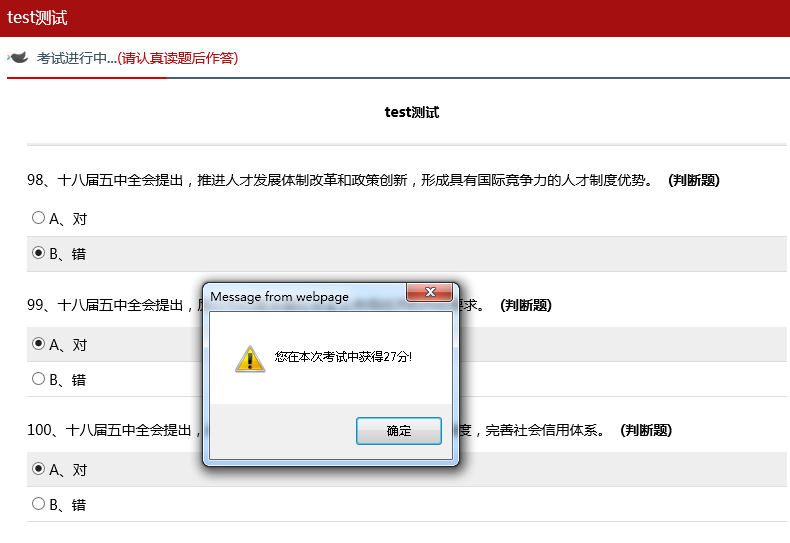 test测试
考试进行中...(请认真读题后作答)
test测试
98、十八届五中全会提出，推进人才发展体制改革和政策创新，形成具有国际竞争力的人才制度优势。 (判断题)
A、对
B、错
99、十八届五中全会提出， 要求。 (判断题)
A、对
B、错
Message from webpage
您在本次考试中获得27分!
确定
100、十八届五中全会提出， 度，完善社会信用体系。 (判断题)
A、对
B、错